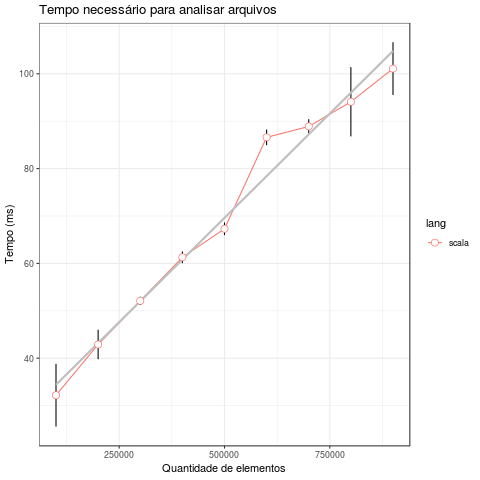 Tempo necessário para analisar arquivos
Tempo (ms)
100
80
60
40
250000
500000
750000
Quantidade de elementos
lang
scala